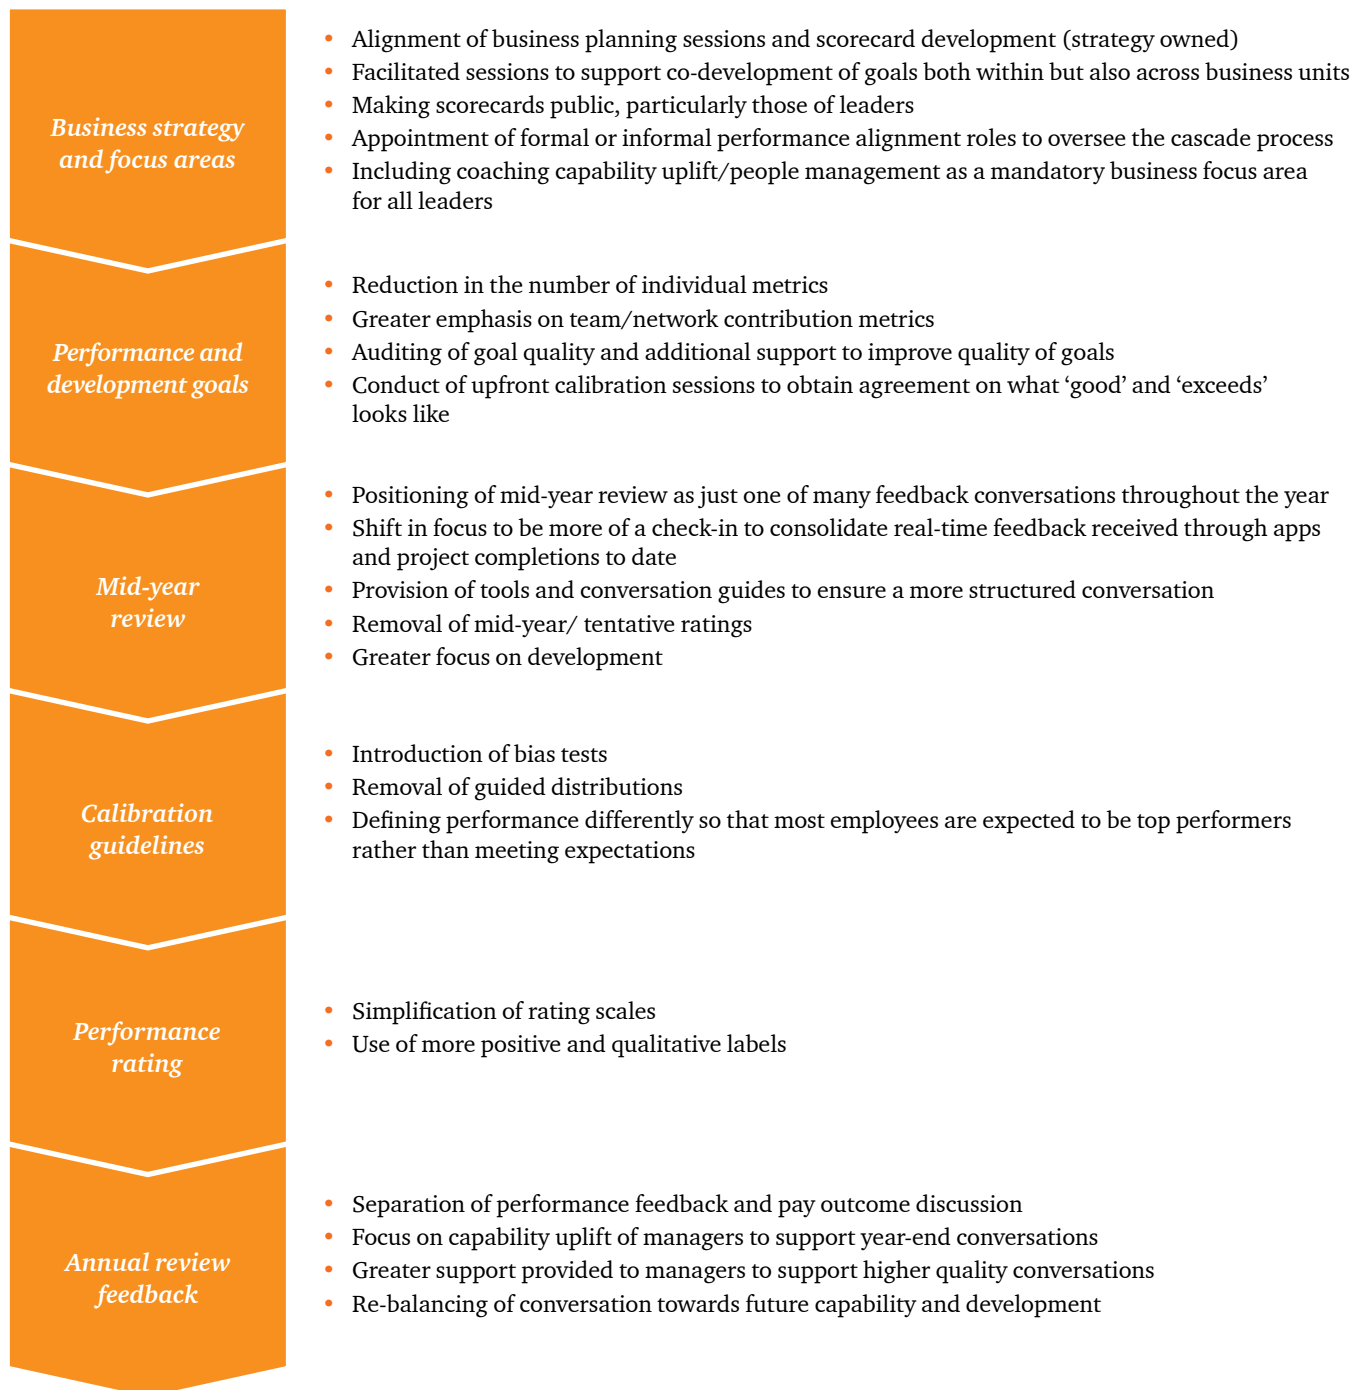 Business strategy
and focus areas
• Alignment of business planning sessions and scorecard development (strategy owned)
• Facilitated sessions to support co-development of goals both within but also across business units
• Making scorecards public, particularly those of leaders
• Appointment of formal or informal performance alignment roles to oversee the cascade process
• Including coaching capability uplift/people management as a mandatory business focus area
for all leaders
Performance and
development goals
• Reduction in the number of individual metrics
• Greater emphasis on team/network contribution metrics
• Auditing of goal quality and additional support to improve quality of goals
• Conduct of upfront calibration sessions to obtain agreement on what ‘good’ and ‘exceeds’
looks like
Mid-year
review
• Positioning of mid-year review as just one of many feedback conversations throughout the year
• Shift in focus to be more of a check-in to consolidate real-time feedback received through apps
and project completions to date
• Provision of tools and conversation guides to ensure a more structured conversation
• Removal of mid-year/ tentative ratings
• Greater focus on development
Calibration
guidelines
• Introduction of bias tests
• Removal of guided distributions
• Defining performance differently so that most employees are expected to be top performers
rather than meeting expectations
Performance
rating
• Simplification of rating scales
• Use of more positive and qualitative labels
Annual review
feedback
• Separation of performance feedback and pay outcome discussion
• Focus on capability uplift of managers to support year-end conversations
• Greater support provided to managers to support higher quality conversations
• Re-balancing of conversation towards future capability and development